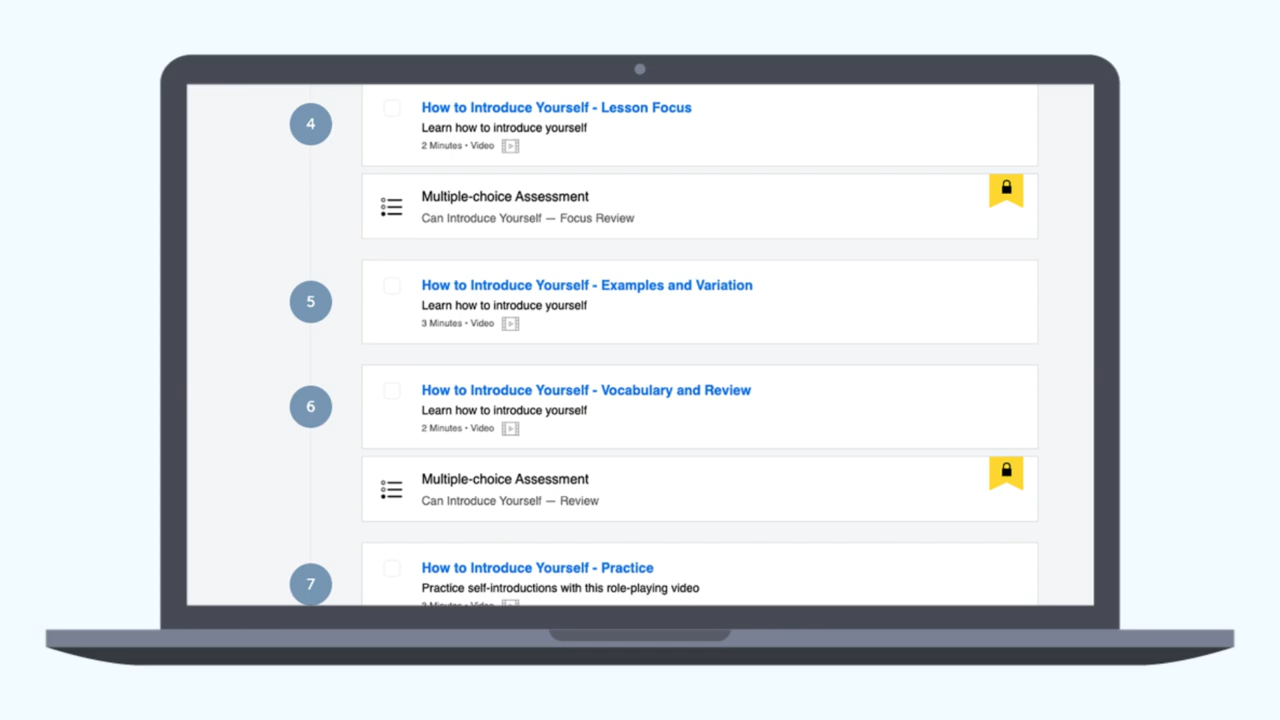 4
How to Introduce Yourself - Lesson Focus
Learn how to introduce yourself
2 Minutes • Video
Multiple-choice Assessment
Can Introduce Yourself — Focus Review
5
How to Introduce Yourself - Examples and Variation
Learn how to introduce yourself
3 Minutes • Video
6
How to Introduce Yourself - Vocabulary and Review
Learn how to introduce yourself
2 Minutes • Video
Multiple-choice Assessment
Can Introduce Yourself — Review
7
How to Introduce Yourself - Practice
Practice self-introductions with this role-playing video
Minutes • Video